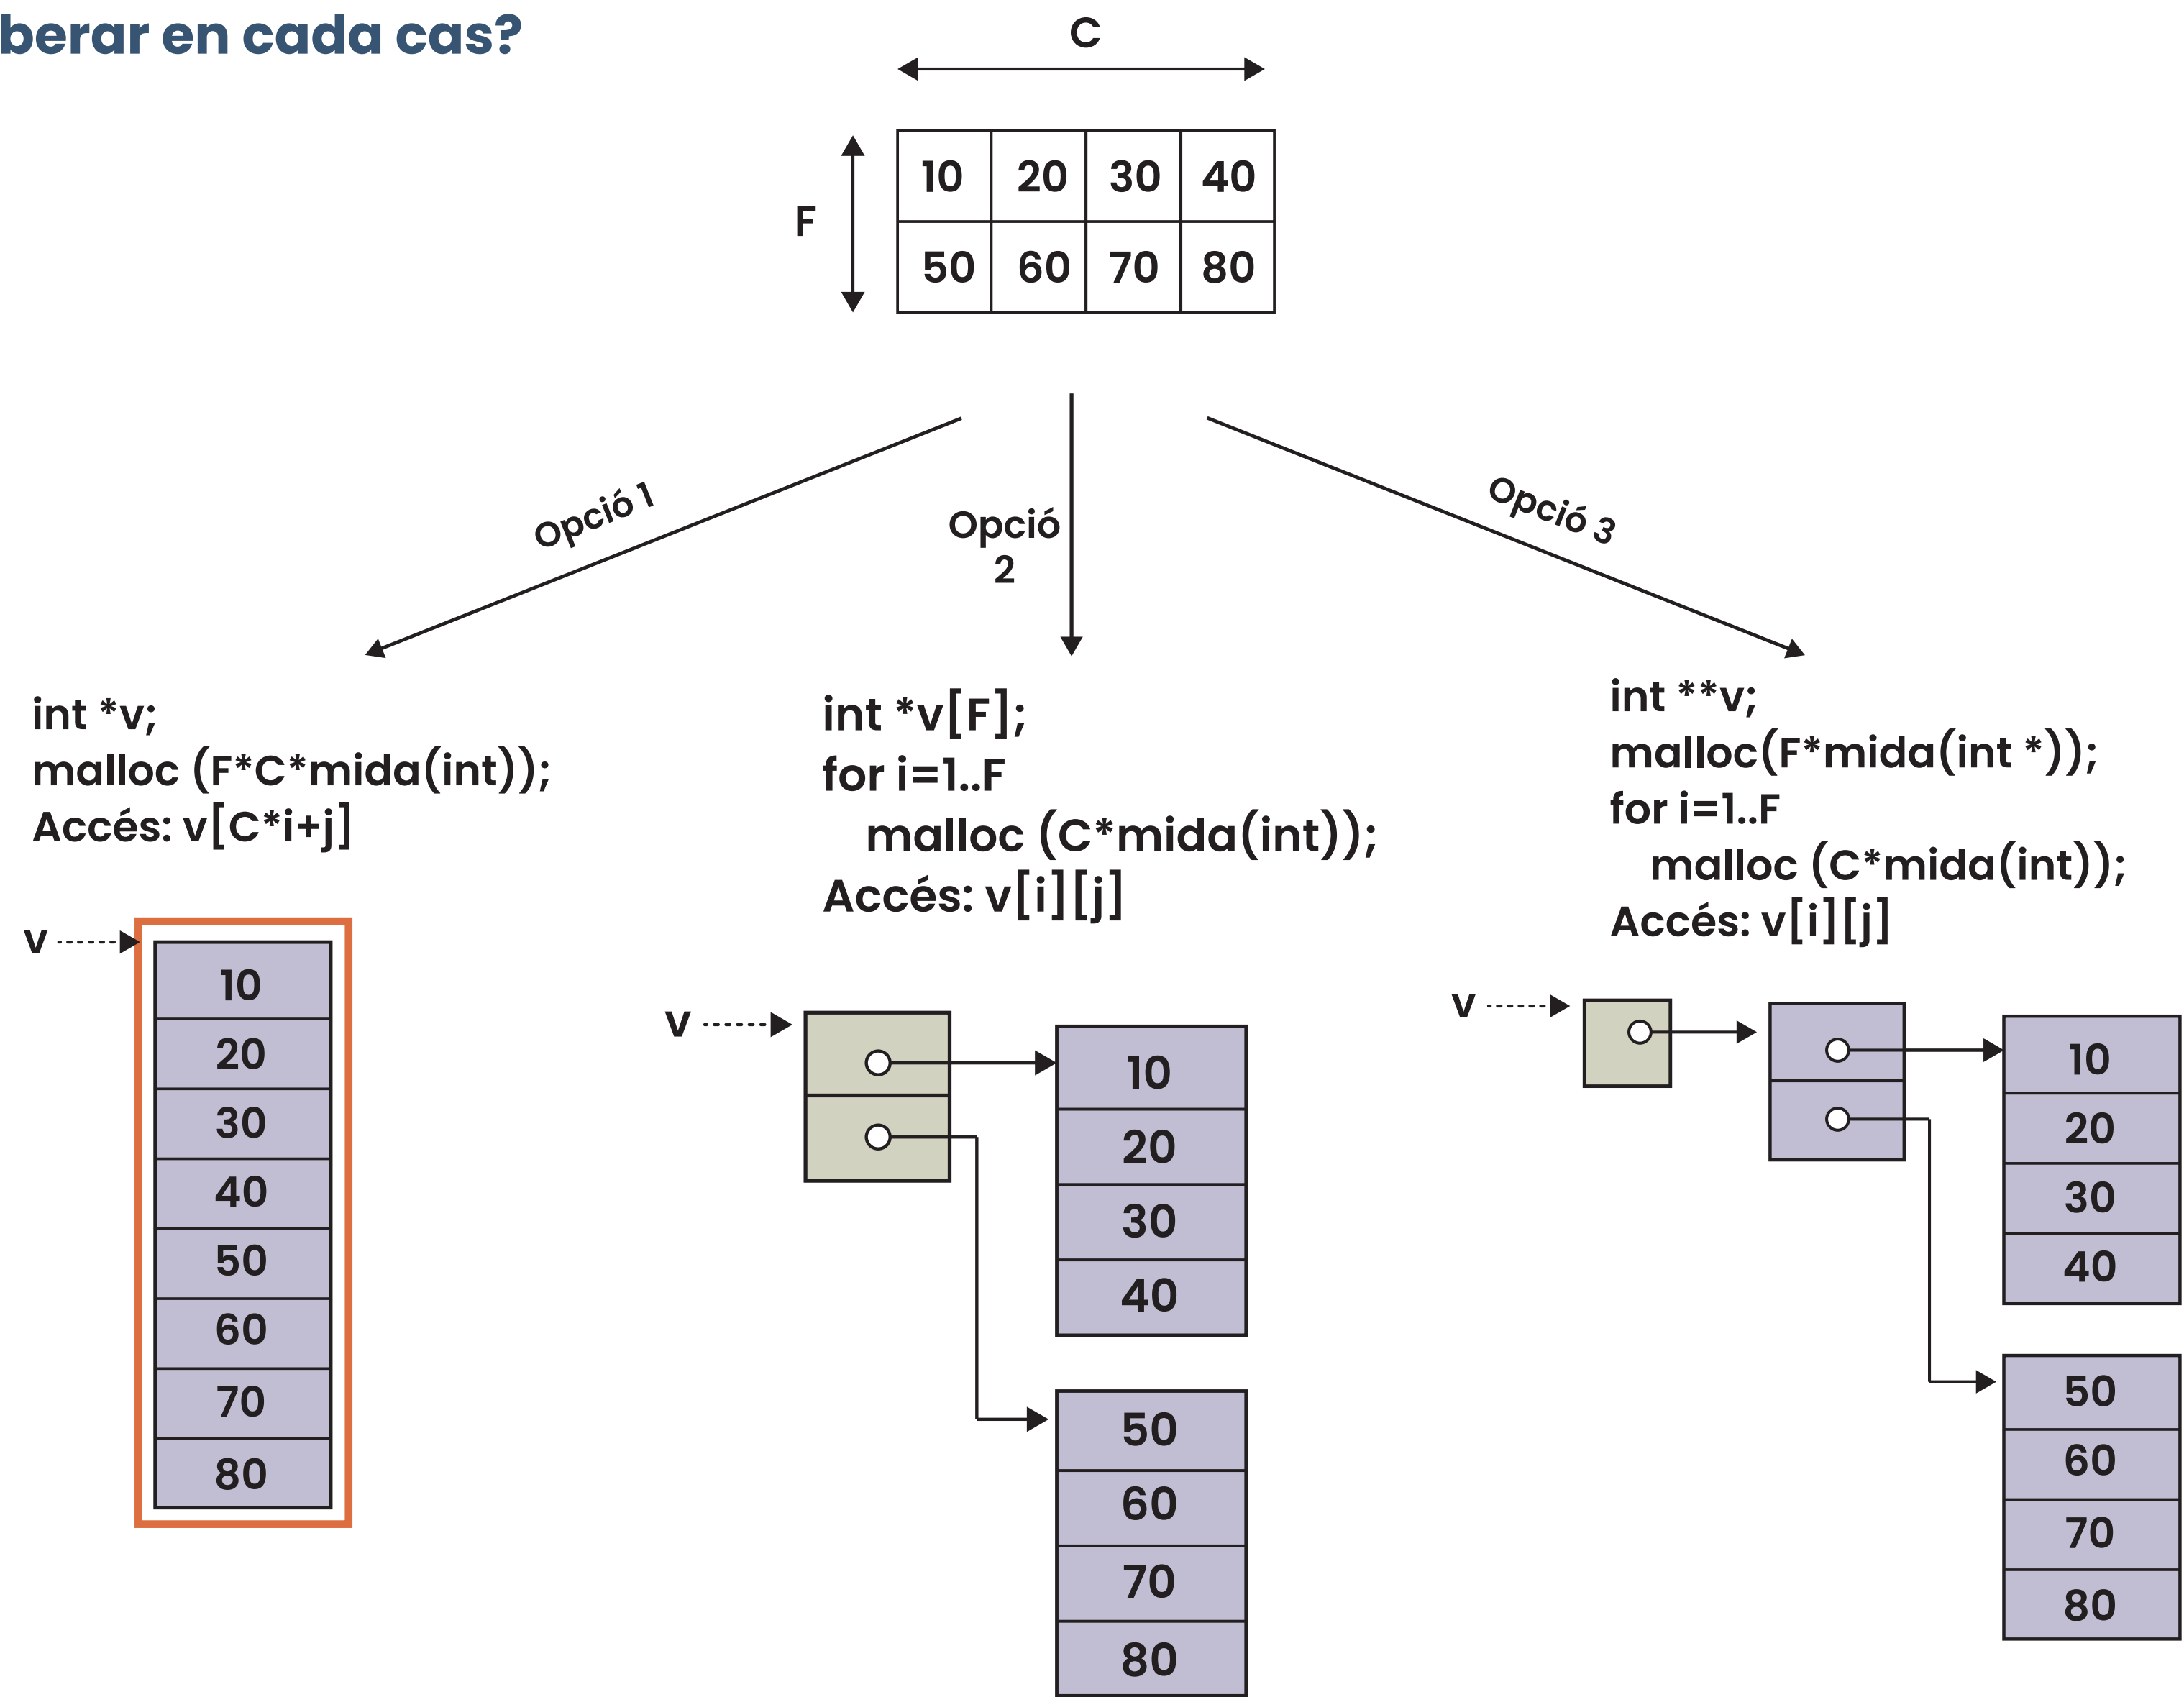 berar en cada cas?
C
F
10 20 30 40
50 60 70 80
Opció 1
Opció
2
Opció 3
int *v;
malloc (F*C*mida(int));
Accés: v[C*i+j]
v
10
20
30
40
50
60
70
80
int *v[F];
for i=1..F
malloc (C*mida(int));
Accés: v[i][j]
v
10
20
30
40
50
60
70
80
int **v;
malloc(F*mida(int *));
for i=1..F
malloc (C*mida(int));
Accés: v[i][j]
v
10
20
30
40
50
60
70
80